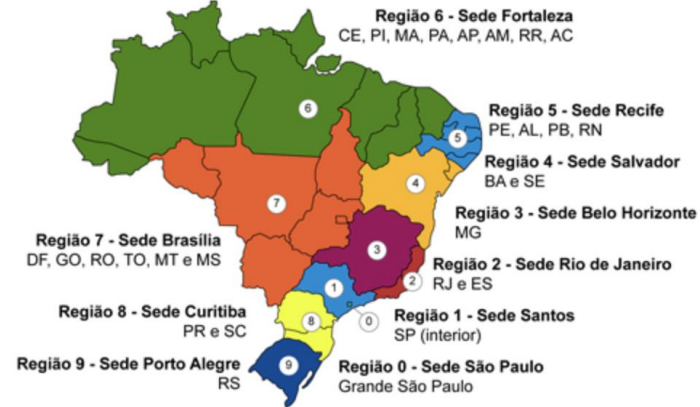 Região 6 - Sede Fortaleza
CE, PI, MA, PA, AP, AM, RR, AC
6
Região 5 - Sede Recife
PE, AL, PB, RN
5
Região 4 - Sede Salvador
BA e SE
4
Região 3 - Sede Belo Horizonte
MG
3
7
Região 7 - Sede Brasília
DF, GO, RO, TO, MT e MS
Região 2 - Sede Rio de Janeiro
RJ e ES
2
1
Região 1 - Sede Santos
SP (interior)
0
Região 8 - Sede Curitiba
PR e SC
8
Região 9 - Sede Porto Alegre
RS
9
Região 0 - Sede São Paulo
Grande São Paulo